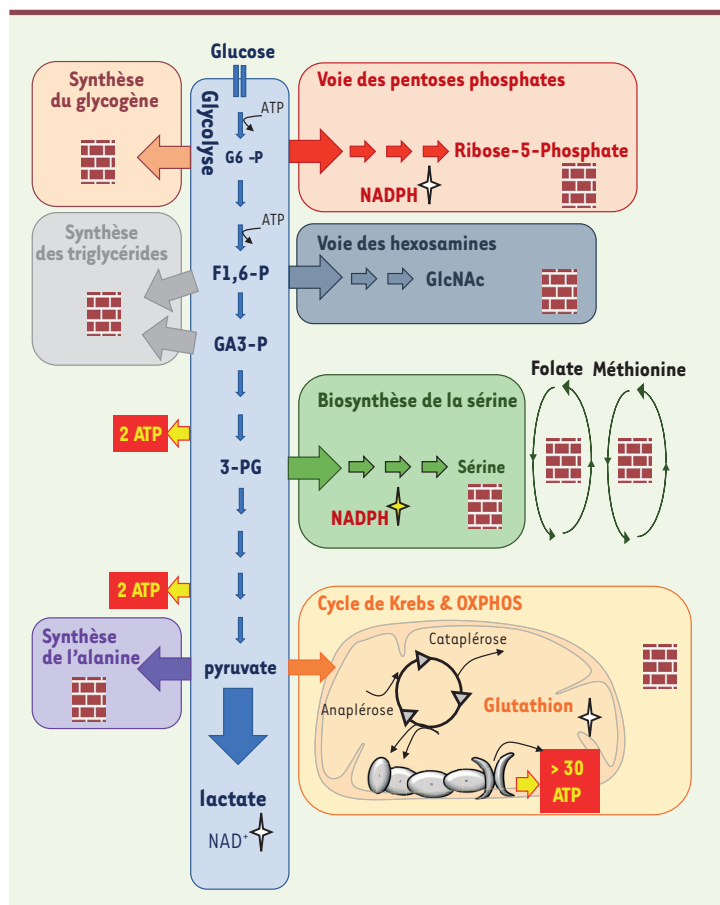 Glucose
Glycolyse
ATP
G6 -P
ATP
F1,6-P
GA3-P
3-PG
pyruvate
lactate
NAD+
Synthèse
du glycogène
Synthèse
des triglycérides
2 ATP
2 ATP
Synthèse
de l’alanine
Voie des pentoses phosphates
Ribose-5-Phosphate
NADPH
Voie des hexosamines
GlcNAc
Biosynthèse de la sérine
Sérine
NADPH
Folate
Méthionine
Cycle de Krebs & OXPHOS
Cataplérose
Anaplérose
Glutathion
> 30
ATP